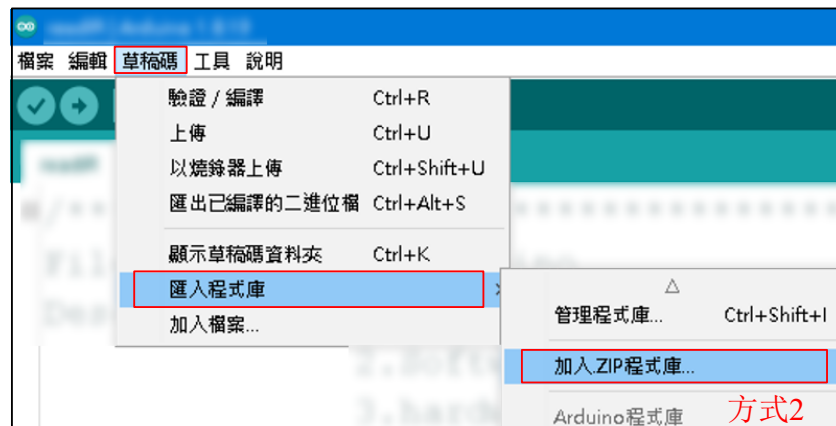 檔案 編輯 草稿碼 工具 說明
驗證 / 編譯 Ctrl+R
上傳 Ctrl+U
以燒錄器上傳 Ctrl+Shift+U
匯出已編譯的二進位檔 Ctrl+Alt+S
顯示草稿碼資料夾 Ctrl+K
匯入程式庫
加入檔案...
管理程式庫... Ctrl+Shift+I
加入.ZIP程式庫...
Arduino程式庫
方式2